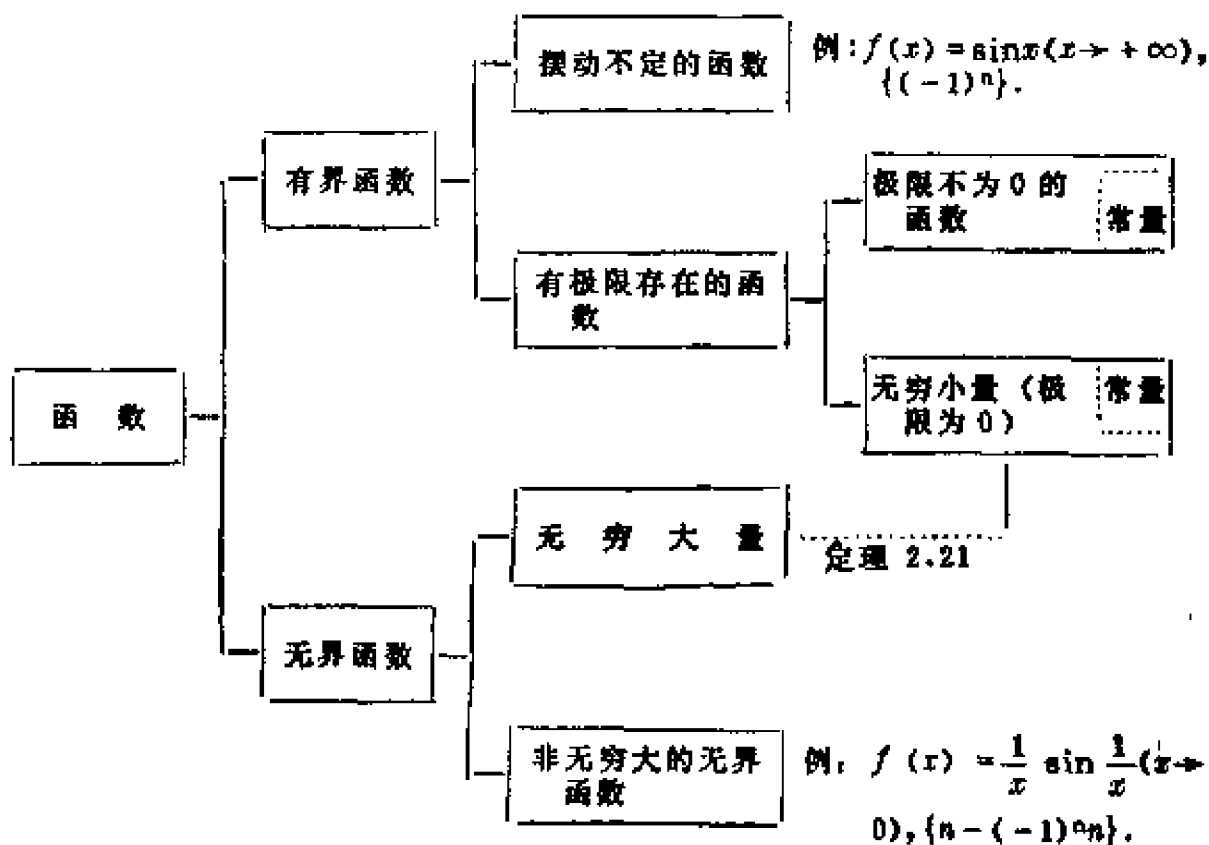 摆动不定的函数
例:f(x)=sinx(x→+∞),
{(-1)ⁿ}.
有界函数
极限不为0的
函数
常量
有极限存在的函
数
函 数
无穷小量（极
限为0）
常量
无 穷 大 量
定理 2.21
无界函数
非无穷大的无界
函数
例: f(x)=1/x sin 1/x(x→
0),{n-(-1)ⁿn}.